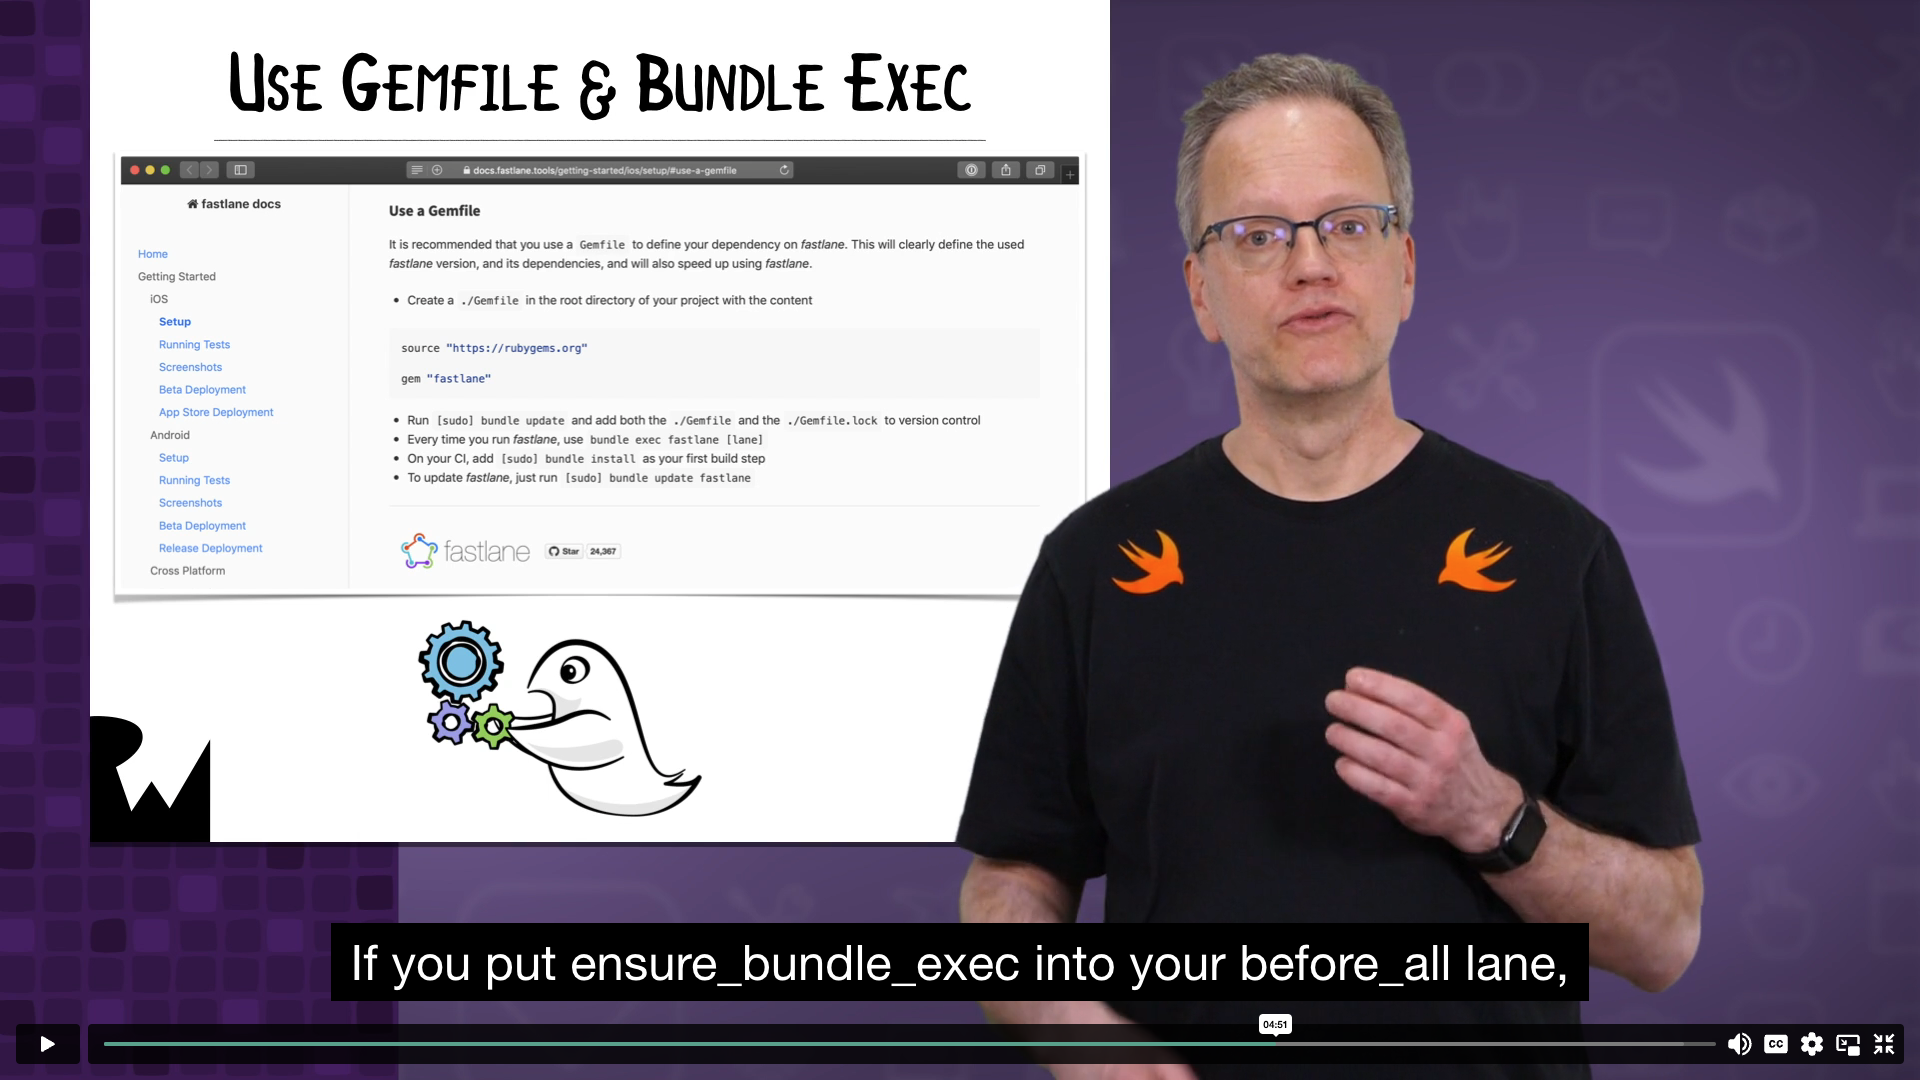 USE GEMFILE & BUNDLE EXEC
docs.fastlane.tools/getting-started/ios/setup/#use-a-gemfile
fastlane docs
Home
Getting Started
iOS
Setup
Running Tests
Screenshots
Beta Deployment
App Store Deployment
Android
Setup
Running Tests
Screenshots
Beta Deployment
Release Deployment
Cross Platform
Use a Gemfile
It is recommended that you use a Gemfile to define your dependency on fastlane. This will clearly define the used
fastlane version, and its dependencies, and will also speed up using fastlane.
• Create a ./Gemfile in the root directory of your project with the content
source "https://rubygems.org"
gem "fastlane"
• Run [sudo] bundle update and add both the ./Gemfile and the ./Gemfile.lock to version control
• Every time you run fastlane, use bundle exec fastlane [lane]
• On your CI, add [sudo] bundle install as your first build step
• To update fastlane, just run [sudo] bundle update fastlane
fastlane Star 24,367
RW
If you put ensure_bundle_exec into your before_all lane,
04:51
CC